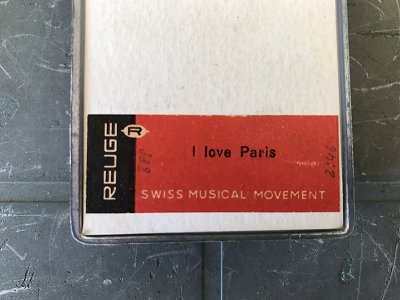 REUGE
R
I love Paris
SWISS MUSICAL MOVEMENT